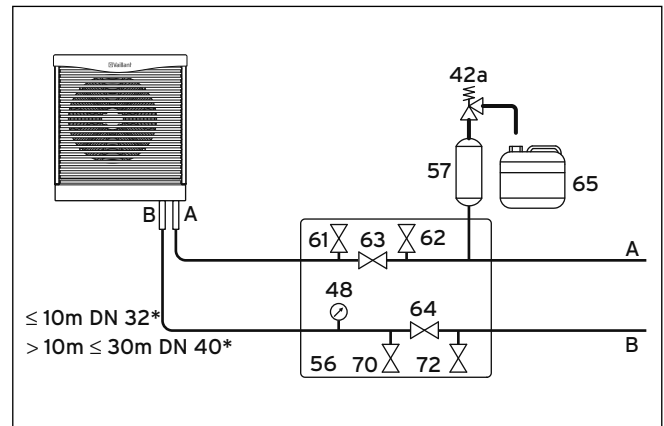 Vaillant
42a
57
65
B A
61 63 62
A
48
64
≤ 10m DN 32*
> 10m ≤ 30m DN 40*
B
56 70 72